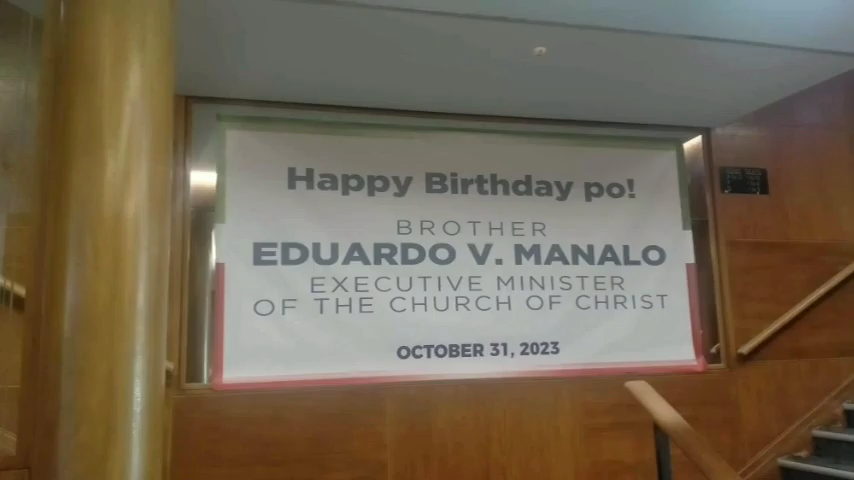 Happy Birthday po!
BROTHER
EDUARDO V. MANALO
EXECUTIVE MINISTER
OF THE CHURCH OF CHRIST
OCTOBER 31, 2023